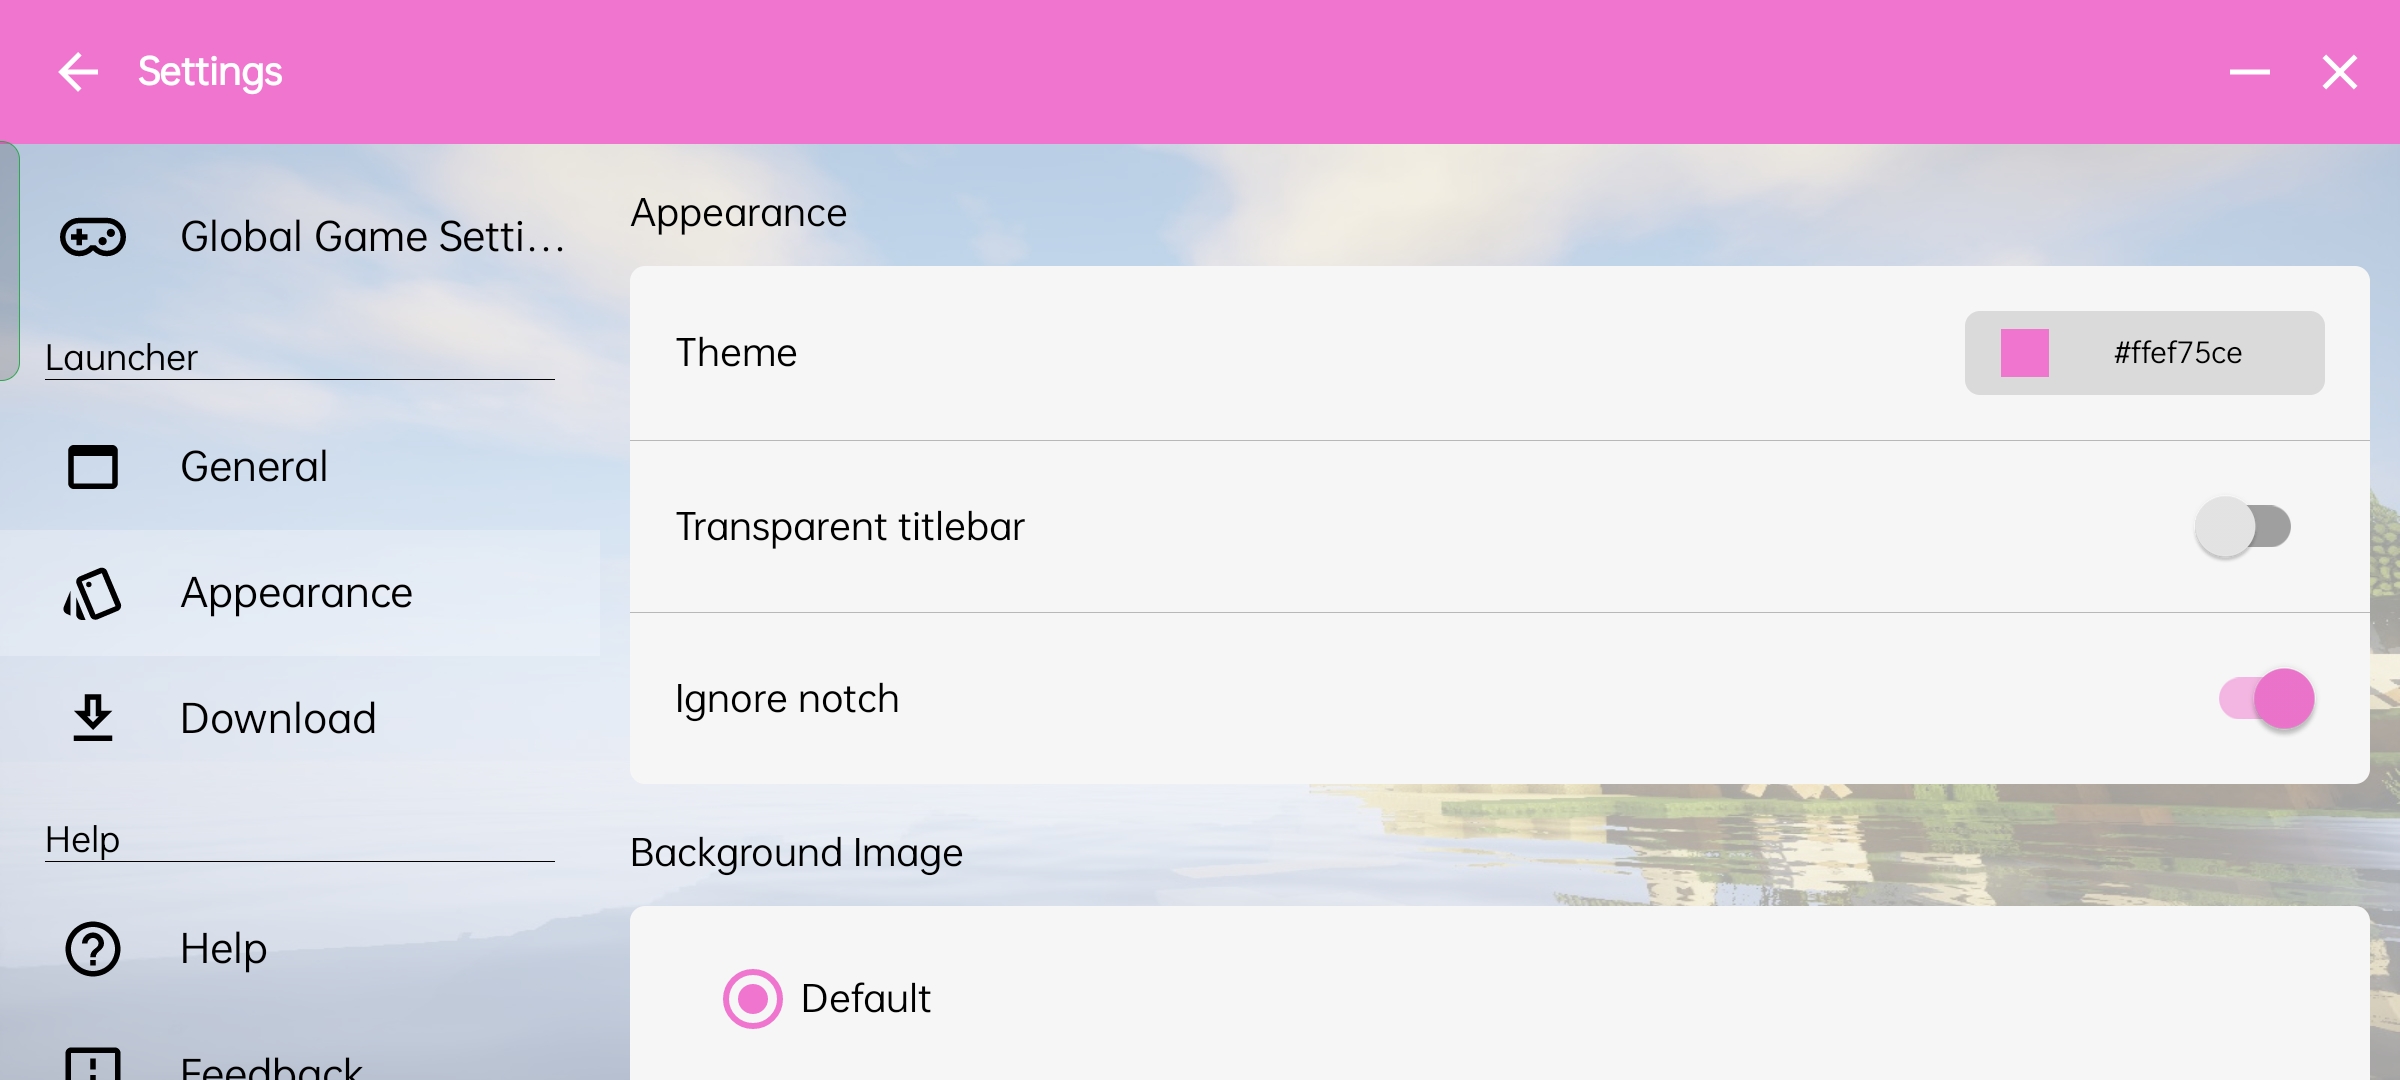 Settings
Global Game Setti...
Launcher
General
Appearance
Download
Help
Help
Feedback
Appearance
Theme
#ffef75ce
Transparent titlebar
Ignore notch
Background Image
Default